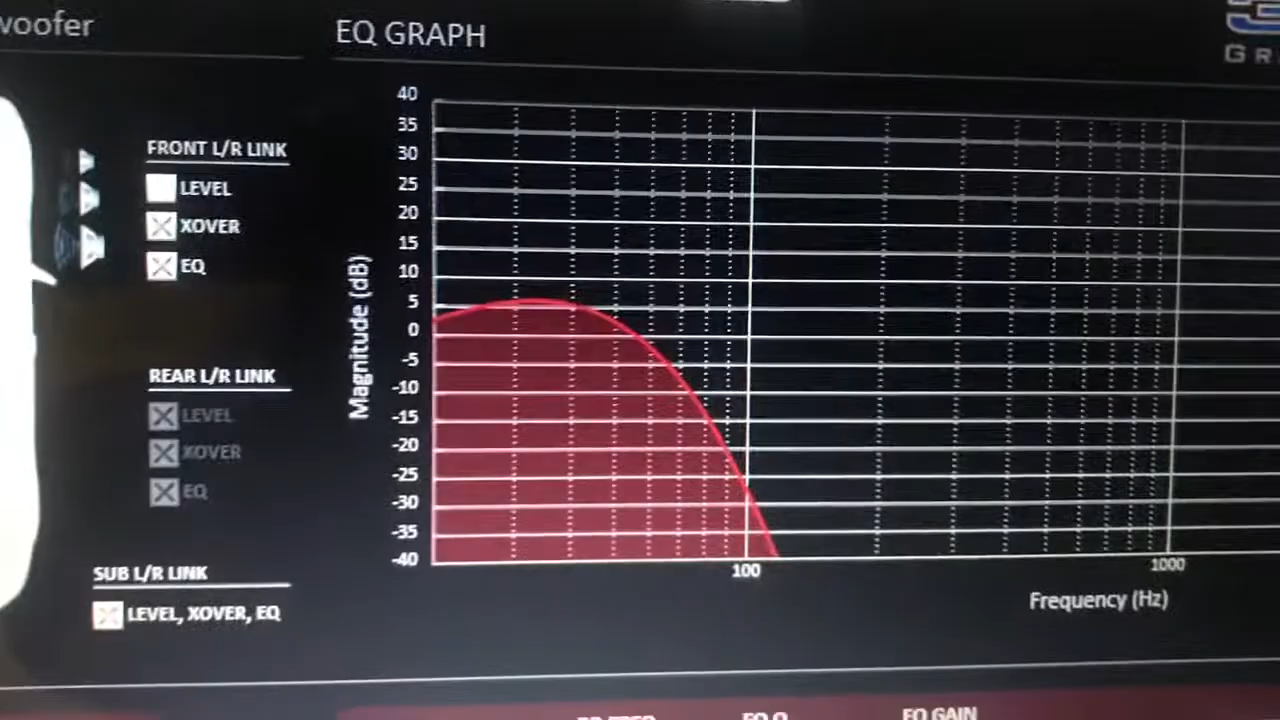 woofer
EQ GRAPH
GR
FRONT L/R LINK
LEVEL
XOVER
EQ
REAR L/R LINK
LEVEL
XOVER
EQ
SUB L/R LINK
LEVEL, XOVER, EQ
Magnitude (dB)
40
35
30
25
20
15
10
5
0
-5
-10
-15
-20
-25
-30
-35
-40
100
1000
Frequency (Hz)
EQ Q
EQ GAIN